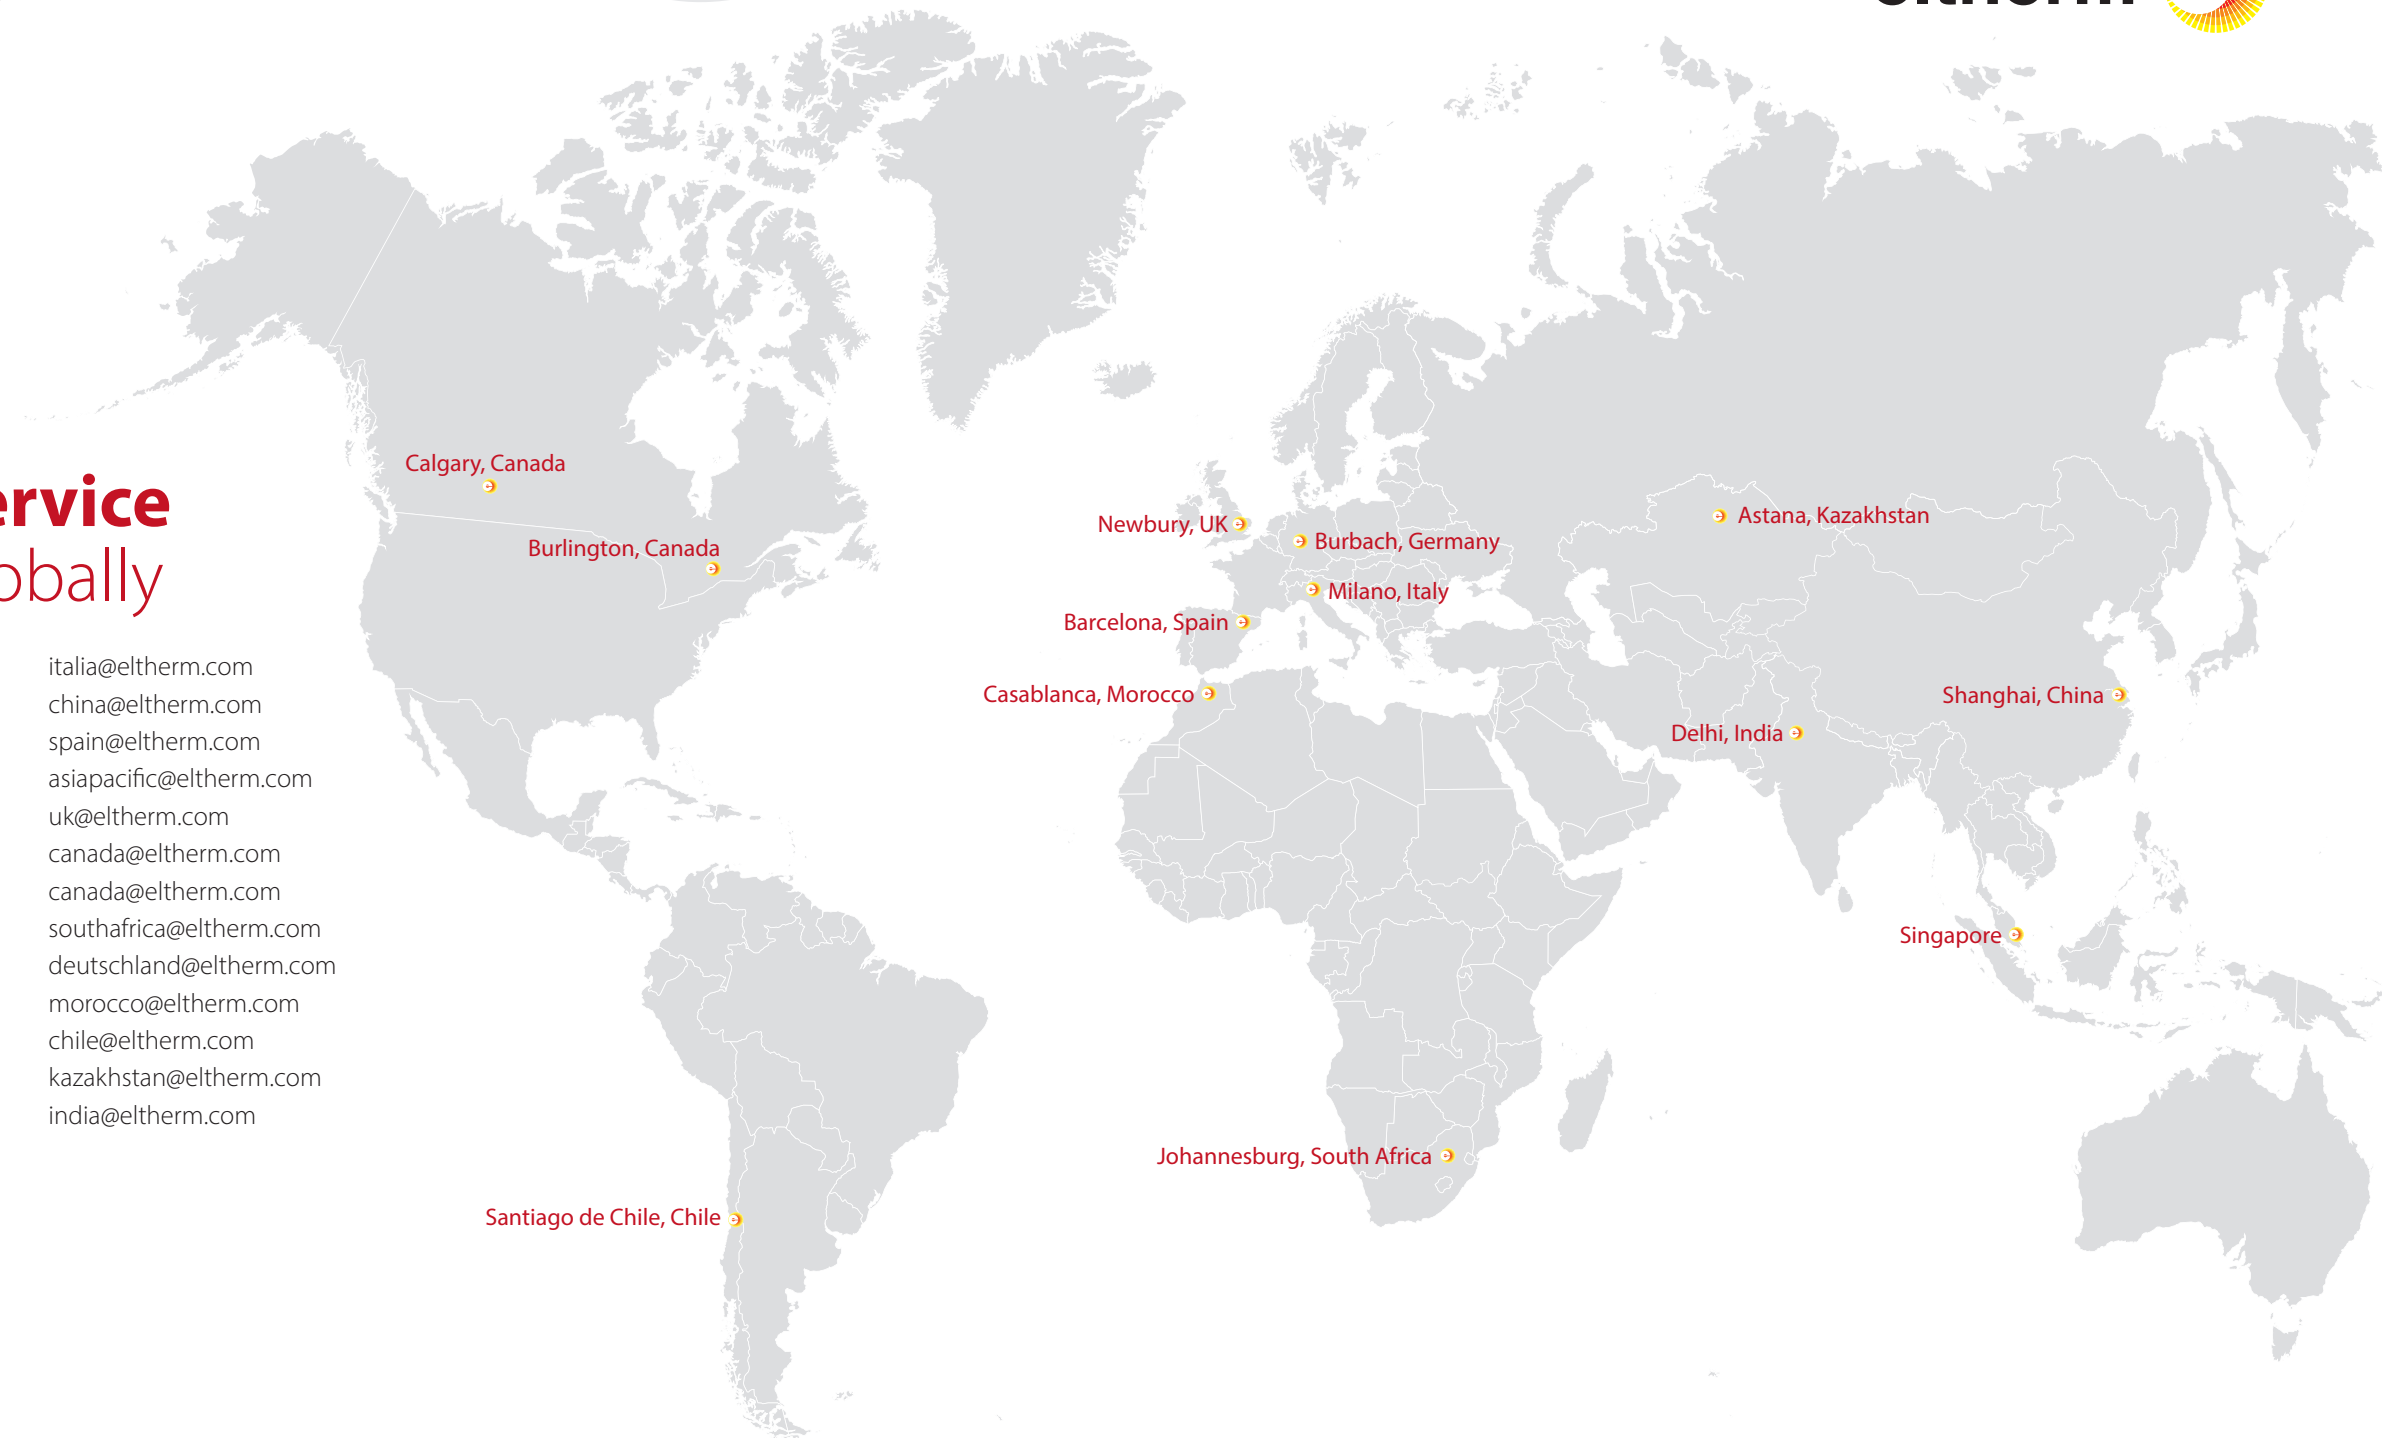 Calgary, Canada
Burlington, Canada
Newbury, UK
Burbach, Germany
Astana, Kazakhstan
Milano, Italy
Barcelona, Spain
Casablanca, Morocco
Shanghai, China
Delhi, India
Singapore
Johannesburg, South Africa
Santiago de Chile, Chile
ervice
obally
italia@eltherm.com
china@eltherm.com
spain@eltherm.com
asiapacific@eltherm.com
uk@eltherm.com
canada@eltherm.com
canada@eltherm.com
southafrica@eltherm.com
deutschland@eltherm.com
morocco@eltherm.com
chile@eltherm.com
kazakhstan@eltherm.com
india@eltherm.com